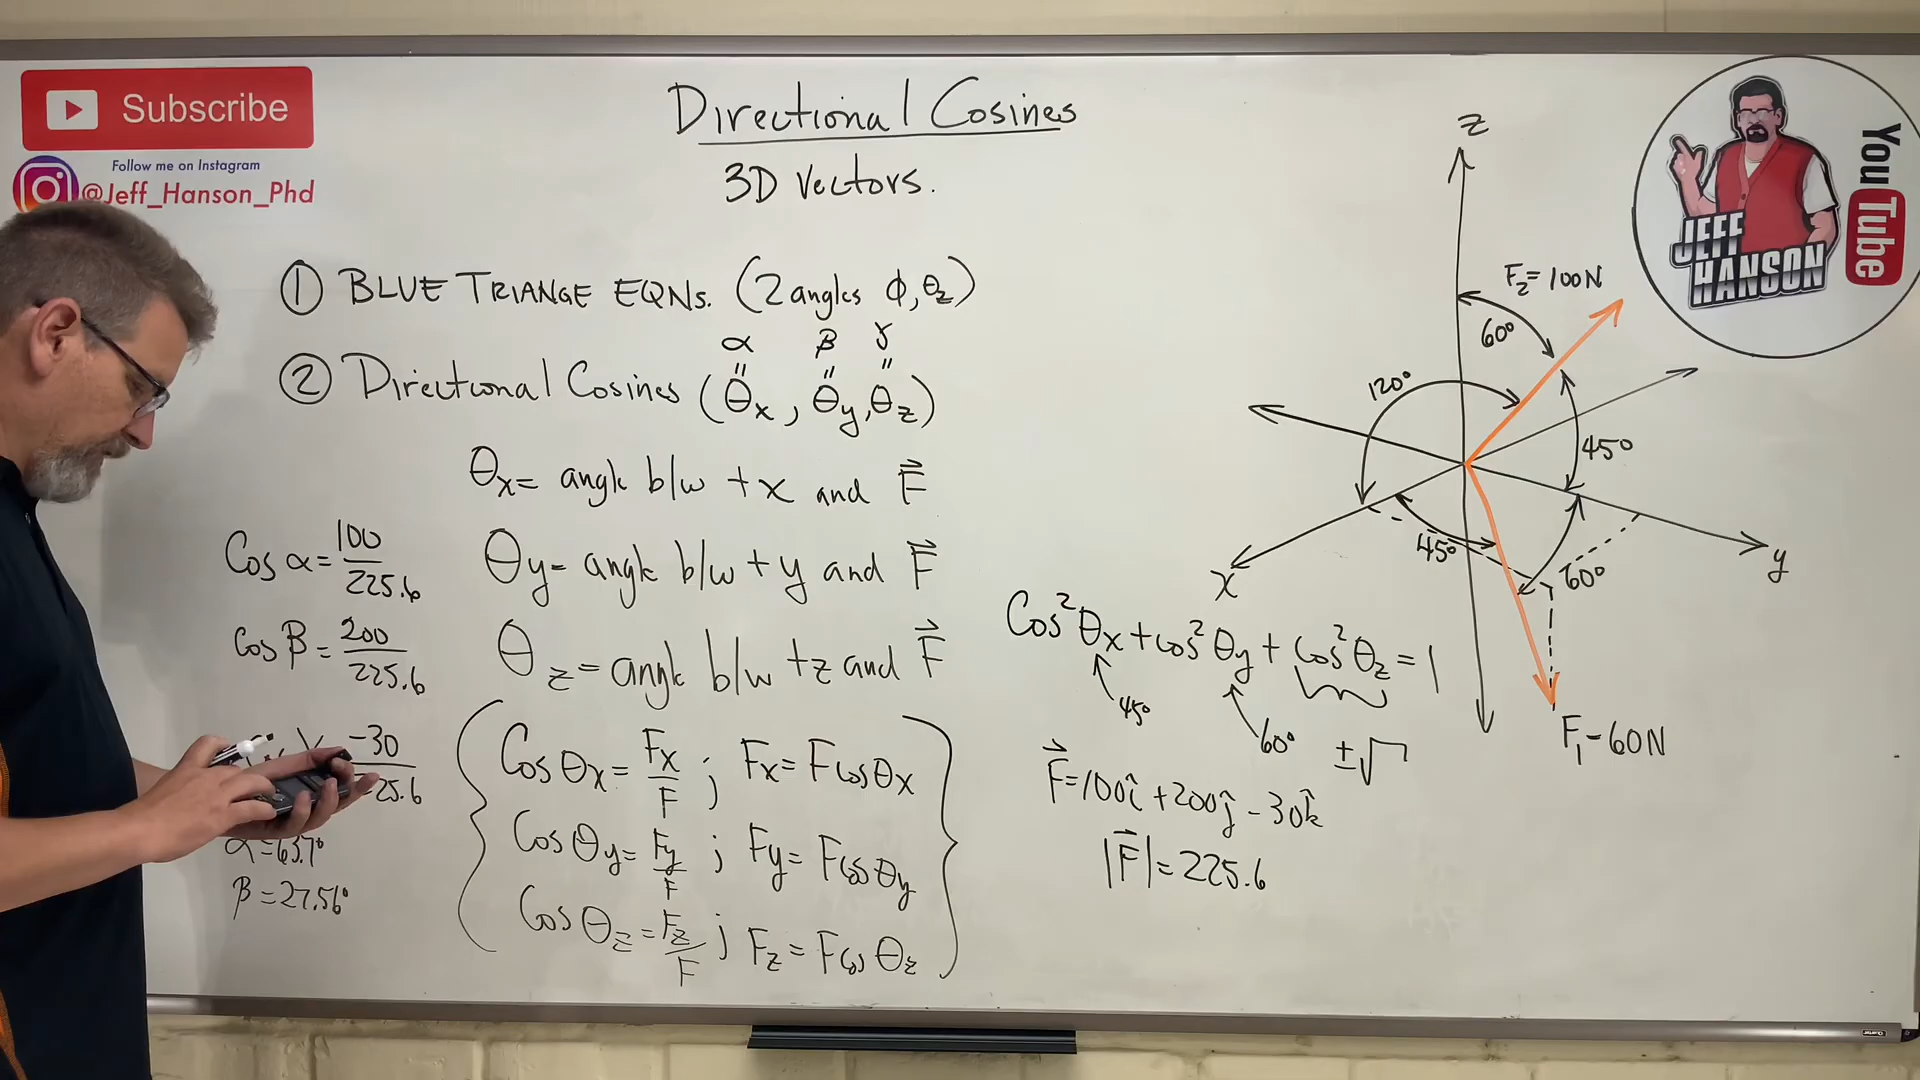 Subscribe
Follow me on Instagram
@Jeff_Hanson_Phd
Directional Cosines
3D Vectors.
① BLUE TRIANGE EQNs. (2 angles ϕ, θz)
α β γ
" " "
② Directional Cosines (θx, θy, θz)
θx= angle b/w +x and F⃗
θy= angle b/w +y and F⃗
θz= angle b/w +z and F⃗
Cos θx= Fx/F ; Fx= F cos θx
Cos θy= Fy/F ; Fy= F cos θy
Cos θz= Fz/F ; Fz= F cos θz
Cos α= 100/225.6
Cos β= 200/225.6
-30
25.6
α=63.7°
β=27.56°
Cos²θx+cos²θy+cos²θz=1
45°
60°
±√
F⃗=100î+200ĵ-30k̂
|F⃗|=225.6
z
F₂=100N
60°
120°
45°
45°
60°
x
y
F₁-60N
JEFF
HANSON
YouTube